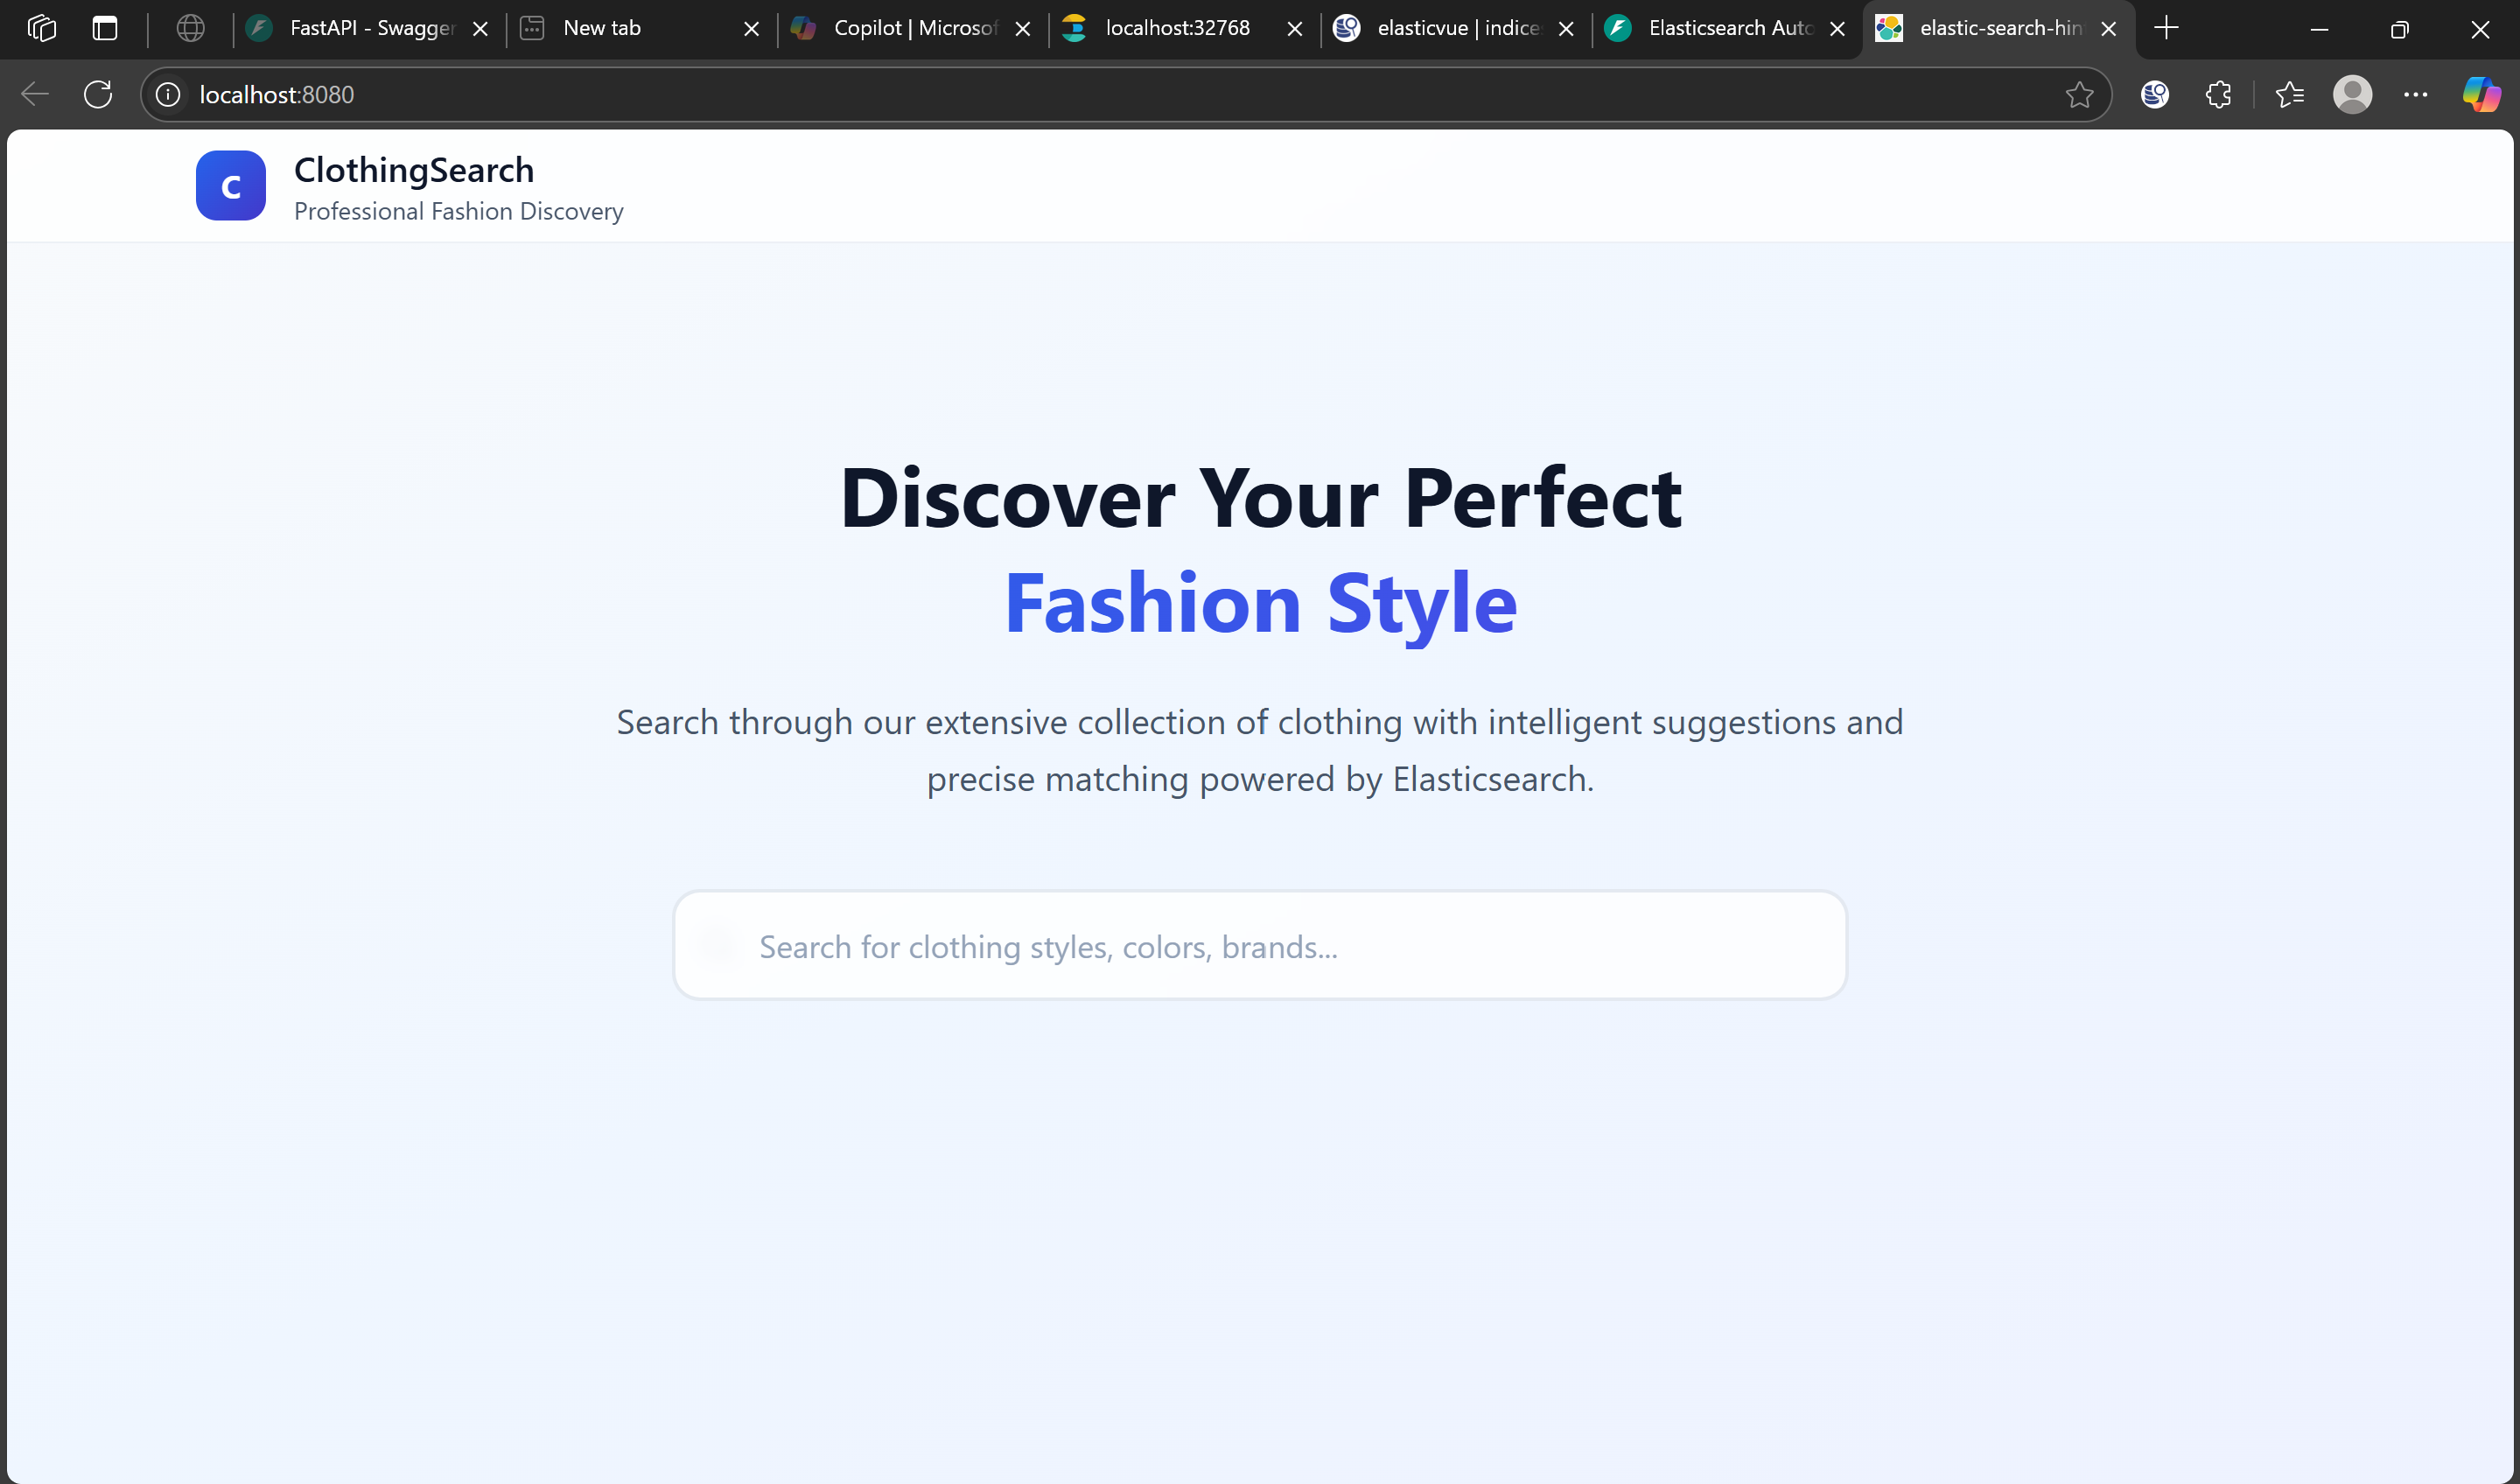 FastAPI - Swagger
New tab
Copilot | Microsof
localhost:32768
elasticvue | indice
Elasticsearch Auto
elastic-search-hin
localhost:8080
C
ClothingSearch
Professional Fashion Discovery
Discover Your Perfect
Fashion Style
Search through our extensive collection of clothing with intelligent suggestions and
precise matching powered by Elasticsearch.
Search for clothing styles, colors, brands...